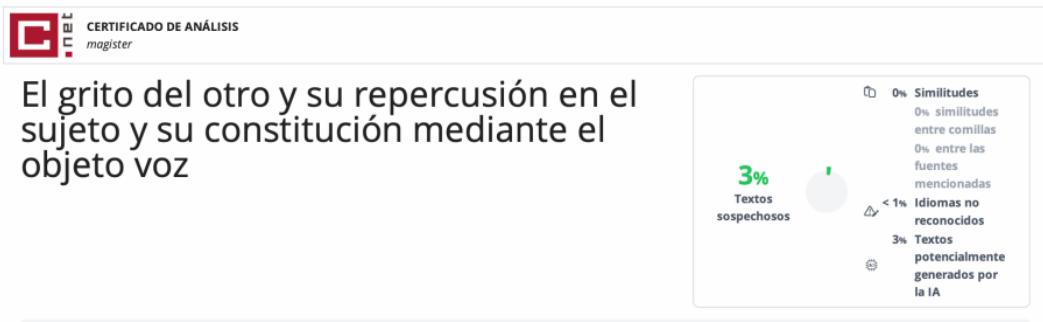 C
.net
CERTIFICADO DE ANÁLISIS
magister
El grito del otro y su repercusión en el
sujeto y su constitución mediante el
objeto voz
3%
Textos
sospechosos
0% Similitudes
0% similitudes
entre comillas
0% entre las
fuentes
mencionadas
< 1% Idiomas no
reconocidos
3% Textos
potencialmente
generados por
la IA